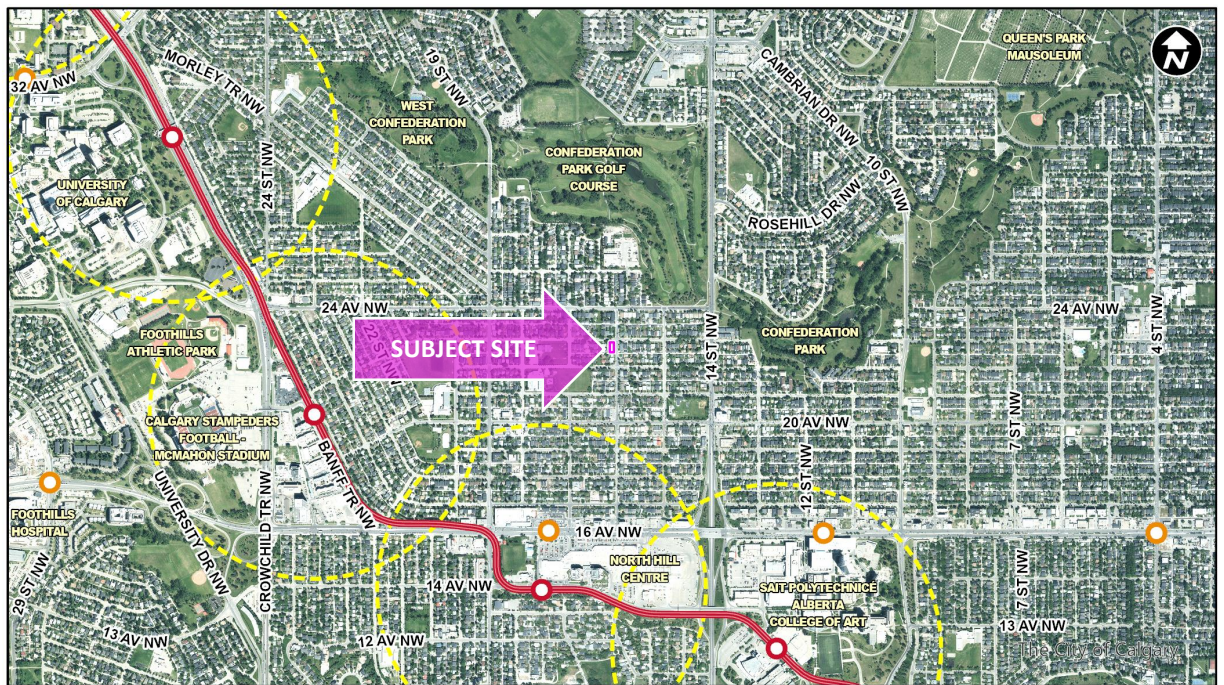 QUEEN'S PARK
MAUSOLEUM
N
32 AV NW
MORLEY TR NW
19 ST NW
CAMBRIAN DR NW
WEST
CONFEDERATION
PARK
CONFEDERATION
PARK GOLF
COURSE
10 ST NW
24 ST NW
UNIVERSITY
OF CALGARY
ROSEHILL DR NW
24 AV NW
24 AV NW
4 ST NW
FOOTHILLS
ATHLETIC PARK
22 ST NW
SUBJECT SITE
14 ST NW
CONFEDERATION
PARK
CALGARY STAMPEDERS
FOOTBALL -
MCMAHON STADIUM
20 AV NW
7 ST NW
BANFF TR NW
12 ST NW
UNIVERSITY DR NW
CROWCHILD TR NW
FOOTHILLS
HOSPITAL
16 AV NW
NORTH HILL
CENTRE
29 ST NW
14 AV NW
SAIT POLYTECHNICE
ALBERTA
COLLEGE OF ART
7 ST NW
13 AV NW
12 AV NW
13 AV NW
The City of Calgary